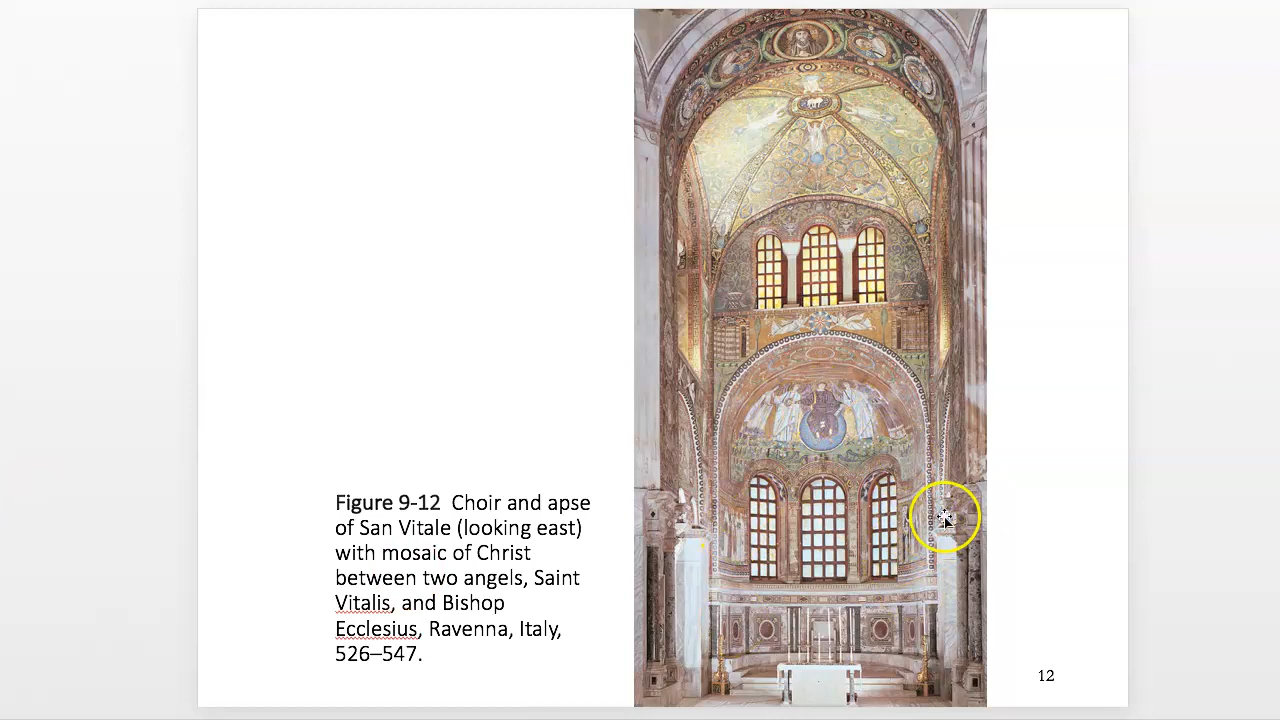 Figure 9-12  Choir and apse
of San Vitale (looking east)
with mosaic of Christ
between two angels, Saint
Vitalis, and Bishop
Ecclesius, Ravenna, Italy,
526–547.
12